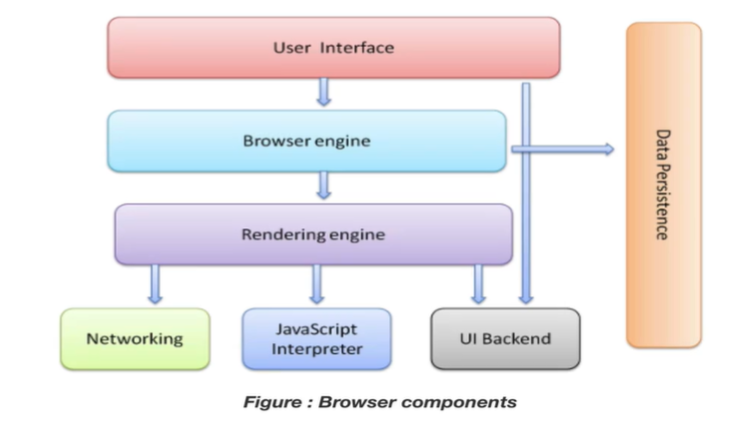 User Interface
Browser engine
Data Persistence
Rendering engine
Networking
JavaScript
Interpreter
UI Backend
Figure : Browser components